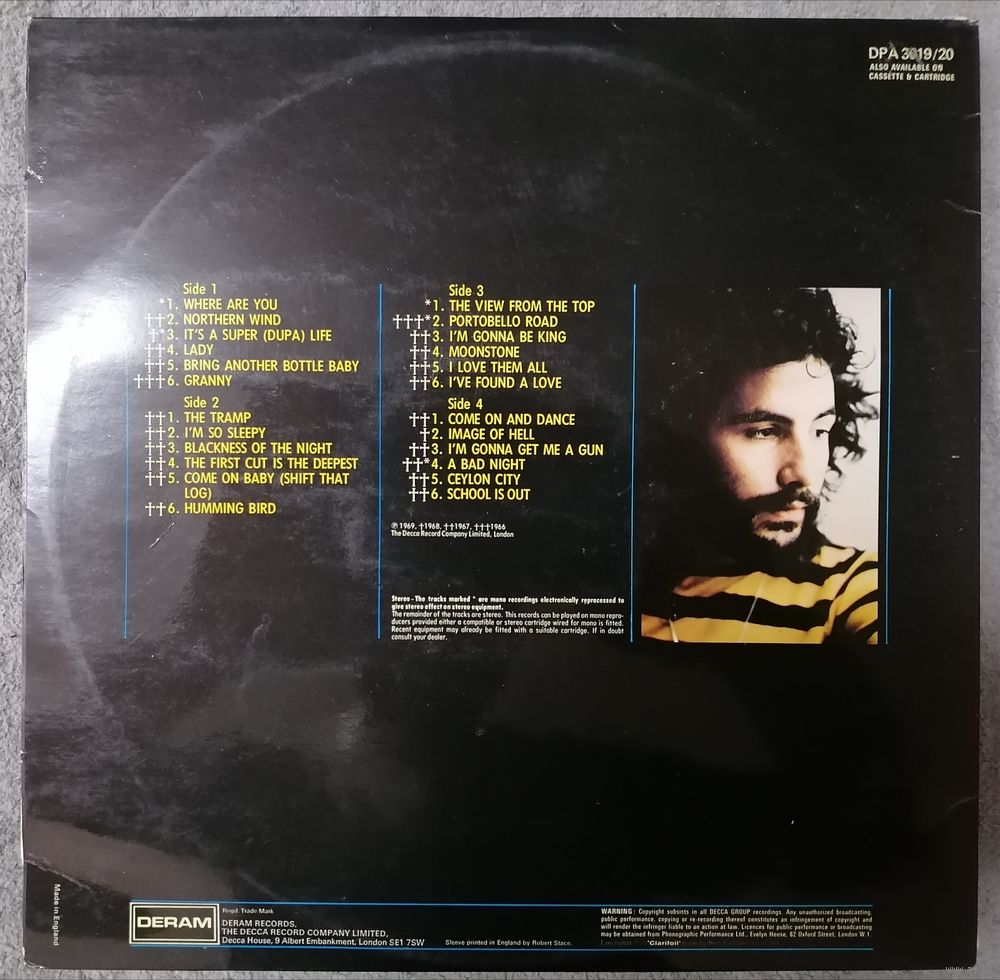 DPA 3019/20
ALSO AVAILABLE ON
CASSETTE & CARTRIDGE
Side 1
*1. WHERE ARE YOU
††2. NORTHERN WIND
†*3. IT'S A SUPER (DUPA) LIFE
††4. LADY
††5. BRING ANOTHER BOTTLE BABY
†††6. GRANNY
Side 2
††1. THE TRAMP
††2. I'M SO SLEEPY
††3. BLACKNESS OF THE NIGHT
††4. THE FIRST CUT IS THE DEEPEST
††5. COME ON BABY (SHIFT THAT
LOG)
††6. HUMMING BIRD
Side 3
*1. THE VIEW FROM THE TOP
†††*2. PORTOBELLO ROAD
††3. I'M GONNA BE KING
††4. MOONSTONE
††5. I LOVE THEM ALL
††6. I'VE FOUND A LOVE
Side 4
††1. COME ON AND DANCE
†2. IMAGE OF HELL
††3. I'M GONNA GET ME A GUN
††*4. A BAD NIGHT
††5. CEYLON CITY
††6. SCHOOL IS OUT
℗ 1969, †1968, ††1967, †††1966
The Decca Record Company Limited, London
Stereo-The tracks marked * are mono recordings electronically reprocessed to
give stereo effect on stereo equipment.
The remainder of the tracks are stereo. This records can be played on mono repro-
ducers provided either a compatible or stereo cartridge wired for mono is fitted.
Recent equipment may already be fitted with a suitable cartridge. If in doubt
consult your dealer.
Made in England
DERAM
Regd. Trade Mark
DERAM RECORDS,
THE DECCA RECORD COMPANY LIMITED,
Decca House, 9 Albert Embankment, London SE1 7SW
Sleeve printed in England by Robert Stace.
WARNING: Copyright subsists in all DECCA GROUP recordings. Any unauthorized broadcasting,
public performance, copying or re-recording thereof constitutes an infringement of copyright and
will render the infringer liable to an action at law. Licences for public performance or broadcasting
may be obtained from Phonographic Performance Ltd., Evelyn House, 62 Oxford Street, London W.1
'Clarifoil'